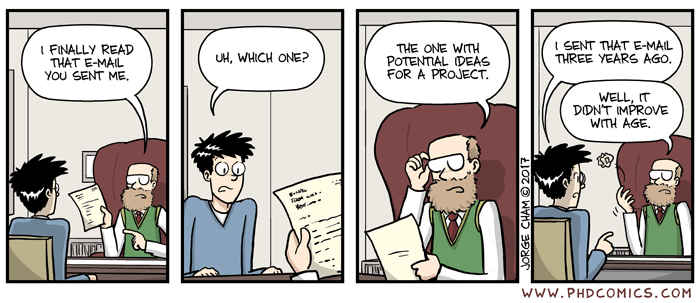 I FINALLY READ
THAT E-MAIL
YOU SENT ME.
UH, WHICH ONE?
THE ONE WITH
POTENTIAL IDEAS
FOR A PROJECT.
I SENT THAT E-MAIL
THREE YEARS AGO.
WELL, IT
DIDN'T IMPROVE
WITH AGE.
JORGE CHAM © 2017
WWW.PHDCOMICS.COM